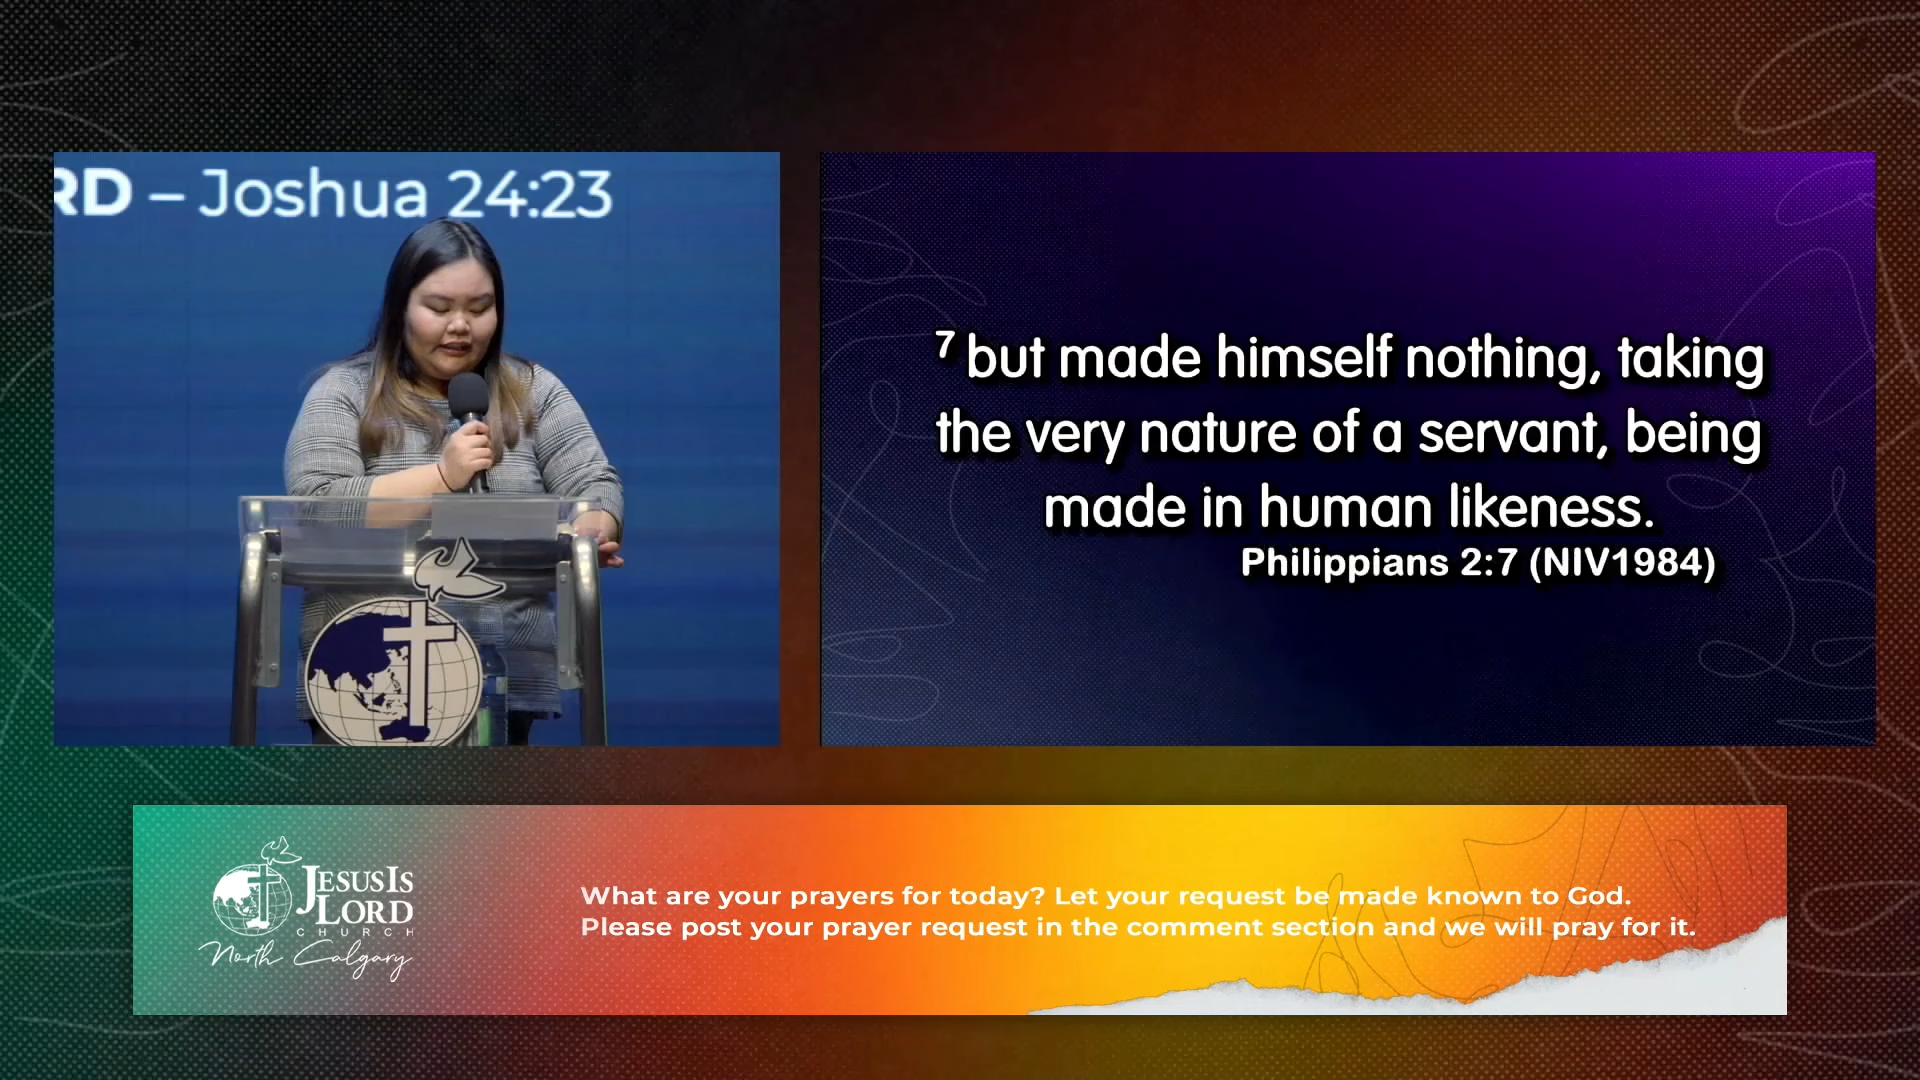 RD – Joshua 24:23
7 but made himself nothing, taking
the very nature of a servant, being
made in human likeness.
Philippians 2:7 (NIV1984)
JESUS IS
LORD
CHURCH
North Calgary
What are your prayers for today? Let your request be made known to God.
Please post your prayer request in the comment section and we will pray for it.